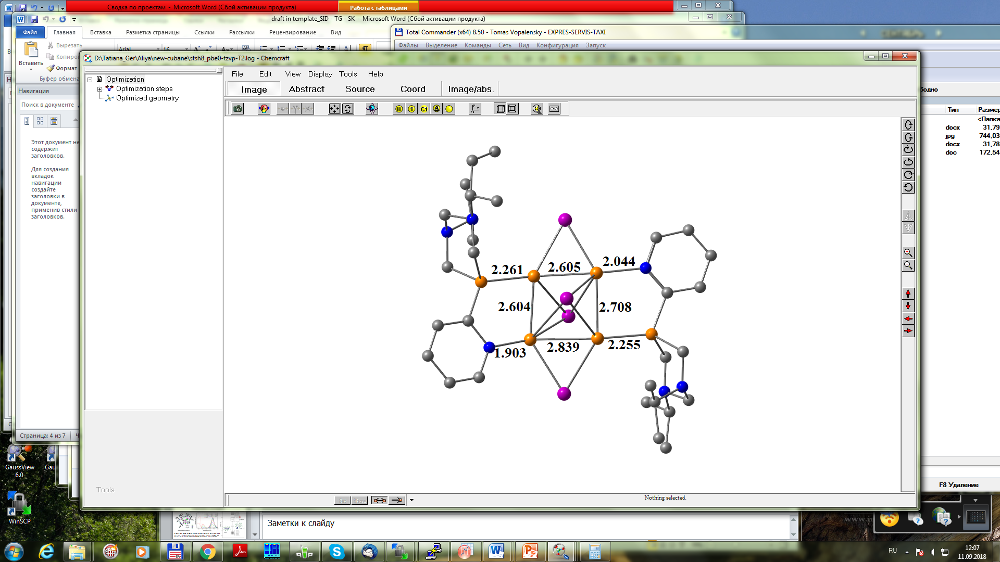 Сводка по проектам - Microsoft Word (Сбой активации продукта)
Работа с таблицами
draft in template_SID - TG - SK - Microsoft Word (Сбой активации продукта)
Файл Главная Вставка Разметка страницы Ссылки Рассылки Рецензирование Вид
Total Commander (x64) 8.50 - Tomas Vopalensky - EXPRES-SERVIS-TAXI
Файлы Выделение Команды Сеть Вид Конфигурация Запуск
Вырезать
Формат
Вставить
Буфер обмена
Arial 16
D:\Tatiana_Ger\Aliya\new-cubane\stsh8_pbe0-tzvp-T2.log - Chemcraft
File Edit View Display Tools Help
Image Abstract Source Coord Image/abs.
Optimization
Optimization steps
Optimized geometry
Навигация
Поиск в документе
Этот документ не
содержит
заголовков.
Для создания
вкладок
навигации
создайте
заголовки в
документе,
применив стили
заголовков.
Страница: 4 из 7
Тип Размер
<Папка
docx 31,79
jpg 744,03
docx 31,78
doc 172,54
2.261
2.605
2.044
2.604
2.708
1.903
2.839
2.255
Tools
Set Show
Nothing selected.
F8 Удаление
GaussView
6.0
WinSCP
Заметки к слайду
RU
12:07
11.09.2018